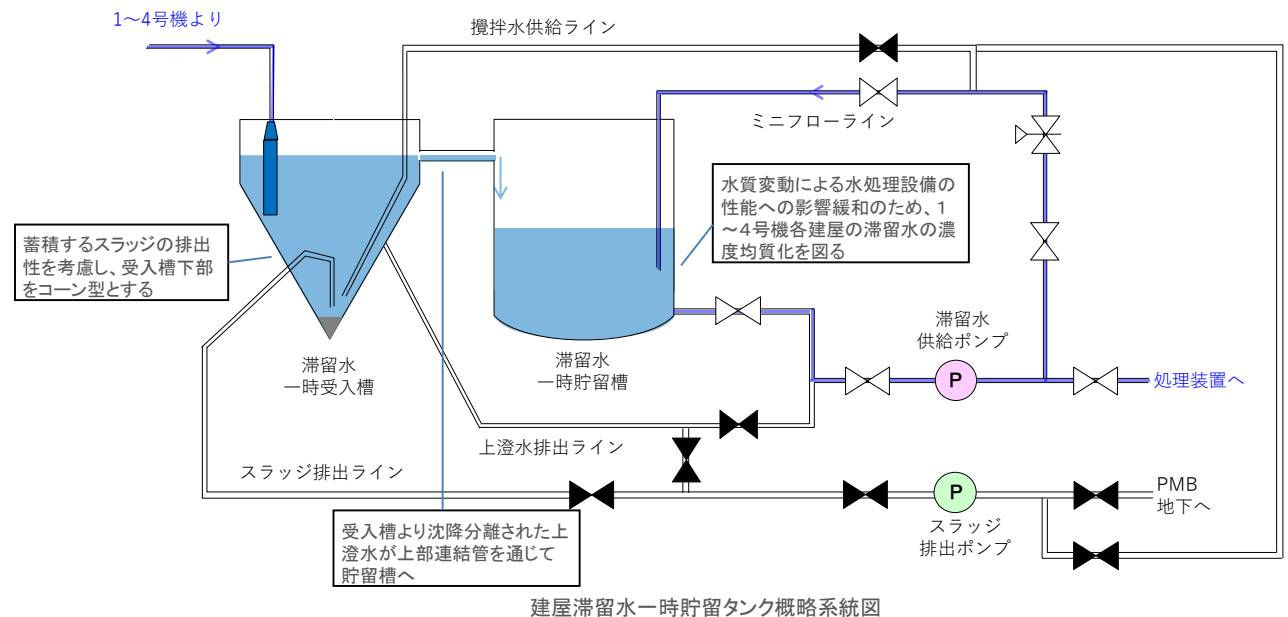 1～4号機より
攪拌水供給ライン
ミニフローライン
水質変動による水処理設備の
性能への影響緩和のため、1
～4号機各建屋の滞留水の濃
度均質化を図る
蓄積するスラッジの排出
性を考慮し、受入槽下部
をコーン型とする
滞留水
一時受入槽
滞留水
一時貯留槽
滞留水
供給ポンプ
P
処理装置へ
上澄水排出ライン
スラッジ排出ライン
P
スラッジ
排出ポンプ
PMB
地下へ
受入槽より沈降分離された上
澄水が上部連結管を通じて
貯留槽へ
建屋滞留水一時貯留タンク概略系統図